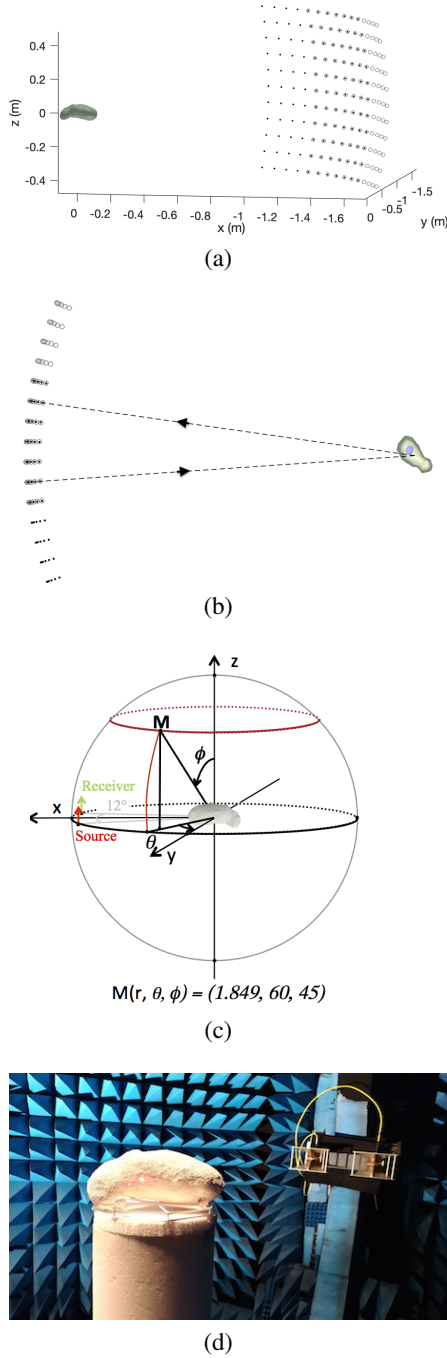 (a)
0.4
0.2
0
-0.2
-0.4
z (m)
0 -0.2 -0.4 -0.6 -0.8 -1 -1.2 -1.4 -1.6 0
-0.5
-1
-1.5
x (m)
y (m)
(a)
(b)
z
M
ϕ
Receiver
x
12°
Source
θ
y
M(r, θ, ϕ) = (1.849, 60, 45)
(c)
(d)